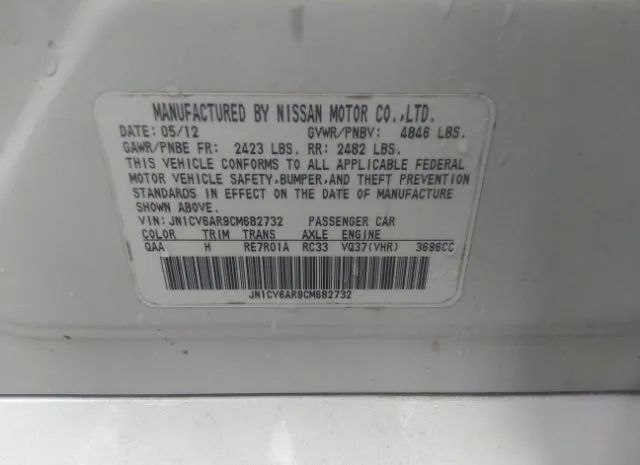 MANUFACTURED BY NISSAN MOTOR CO.,LTD.
DATE: 05/12 GVWR/PNBV: 4846 LBS.
GAWR/PNBE FR: 2423 LBS. RR: 2482 LBS.
THIS VEHICLE CONFORMS TO ALL APPLICABLE FEDERAL
MOTOR VEHICLE SAFETY,BUMPER,AND THEFT PREVENTION
STANDARDS IN EFFECT ON THE DATE OF MANUFACTURE
SHOWN ABOVE.
VIN: JN1CV6AR9CM682732 PASSENGER CAR
COLOR TRIM TRANS AXLE ENGINE
QAA H RE7R01A RC33 VQ37(VHR) 3696CC
JN1CV6AR9CM682732